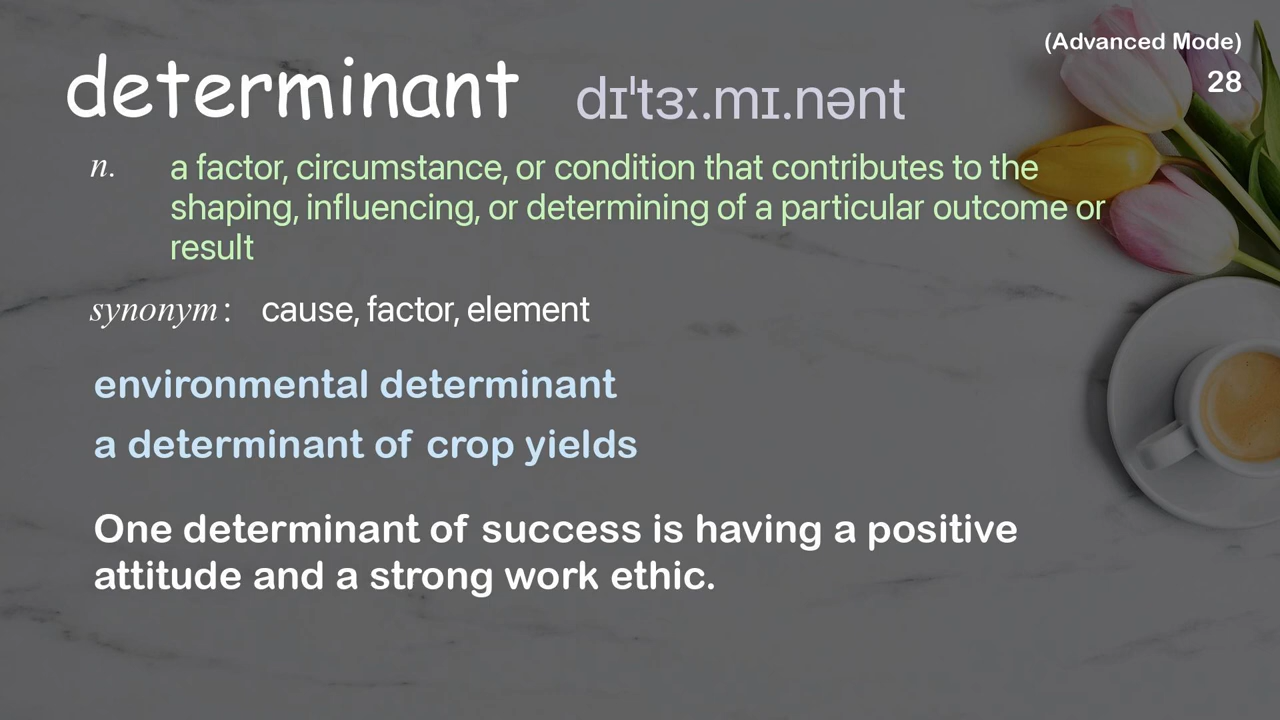 (Advanced Mode)
28
determinant dɪˈtɜː.mɪ.nənt
n. a factor, circumstance, or condition that contributes to the
shaping, influencing, or determining of a particular outcome or
result
synonym: cause, factor, element
environmental determinant
a determinant of crop yields
One determinant of success is having a positive
attitude and a strong work ethic.